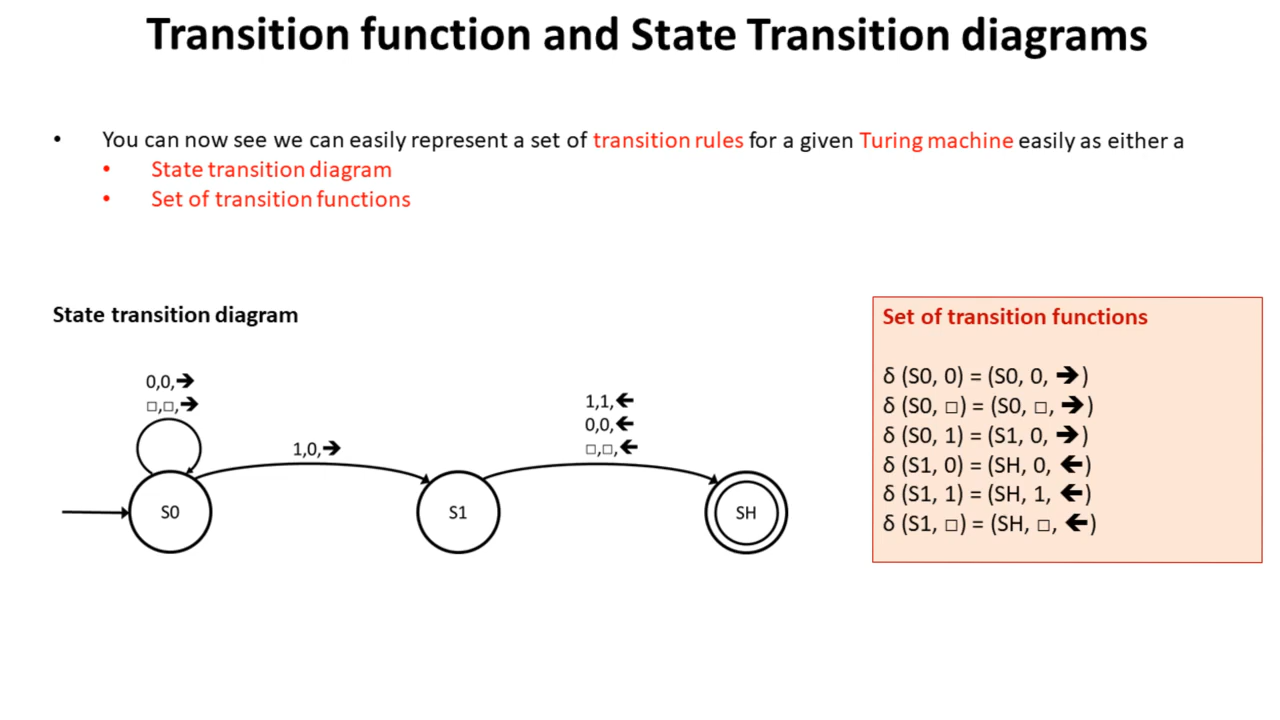 Transition function and State Transition diagrams
• You can now see we can easily represent a set of transition rules for a given Turing machine easily as either a
• State transition diagram
• Set of transition functions
State transition diagram
0,0,🡲
□,□,🡲
1,0,🡲
1,1,🡰
0,0,🡰
□,□,🡰
S0
S1
SH
Set of transition functions
δ (S0, 0) = (S0, 0, 🡲)
δ (S0, □) = (S0, □, 🡲)
δ (S0, 1) = (S1, 0, 🡲)
δ (S1, 0) = (SH, 0, 🡰)
δ (S1, 1) = (SH, 1, 🡰)
δ (S1, □) = (SH, □, 🡰)